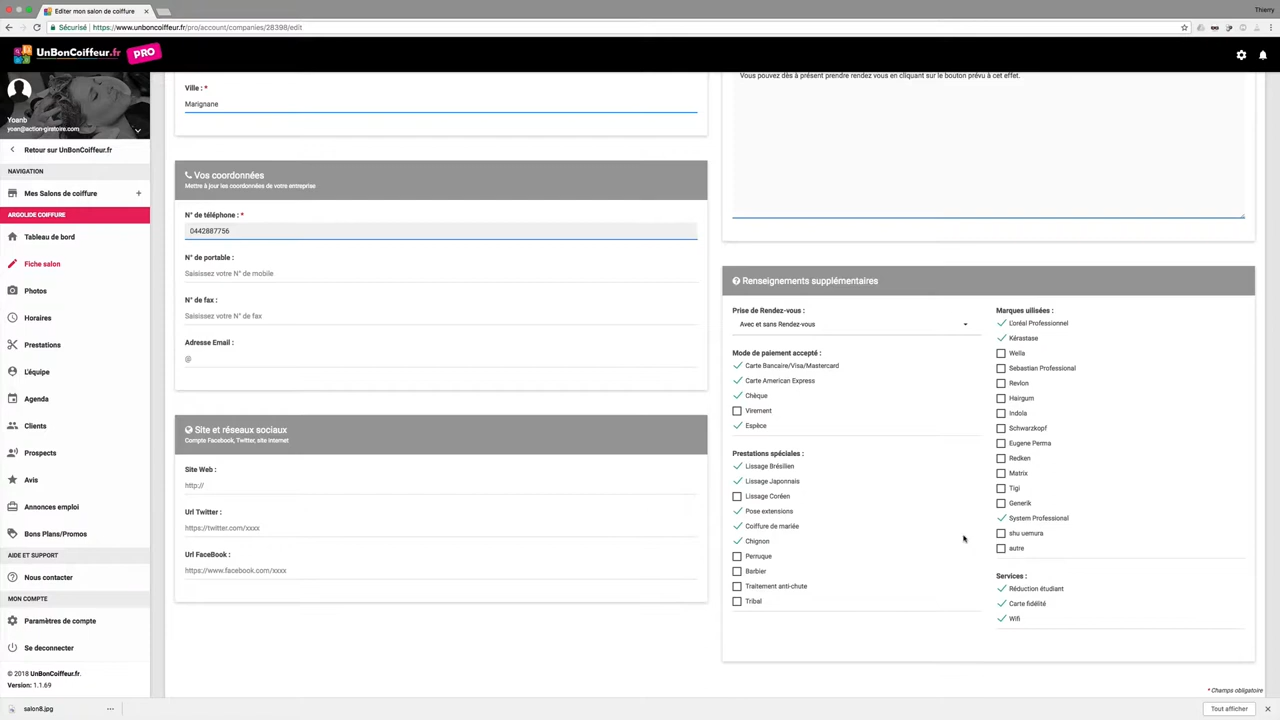 Editer mon salon de coiffure
Thierry
Sécurisé https://www.unboncoiffeur.fr/pro/account/companies/28398/edit
UnBonCoiffeur.fr PRO
Yoanb
yoan@action-giratoire.com
Retour sur UnBonCoiffeur.fr
NAVIGATION
Mes Salons de coiffure +
ARGOLIDE COIFFURE
Tableau de bord
Fiche salon
Photos
Horaires
Prestations
L'équipe
Agenda
Clients
Prospects
Avis
Annonces emploi
Bons Plans/Promos
AIDE ET SUPPORT
Nous contacter
MON COMPTE
Paramètres de compte
Se deconnecter
© 2018 UnBonCoiffeur.fr.
Version: 1.1.69
Ville : *
Marignane
Vos coordonnées
Mettre à jour les coordonnées de votre entreprise
N° de téléphone : *
0442887756
N° de portable :
Saisissez votre N° de mobile
N° de fax :
Saisissez votre N° de fax
Adresse Email :
@
Site et réseaux sociaux
Compte Facebook, Twitter, site internet
Site Web :
http://
Url Twitter :
https://twitter.com/xxxx
Url FaceBook :
https://www.facebook.com/xxxx
Vous pouvez dès à présent prendre rendez vous en cliquant sur le bouton prévu à cet effet.
Renseignements supplémentaires
Prise de Rendez-vous :
Avec et sans Rendez-vous
Mode de paiement accepté :
Carte Bancaire/Visa/Mastercard
Carte American Express
Chèque
Virement
Espèce
Prestations spéciales :
Lissage Brésilien
Lissage Japonnais
Lissage Coréen
Pose extensions
Coiffure de mariée
Chignon
Perruque
Barbier
Traitement anti-chute
Tribal
Marques utilisées :
L'oréal Professionnel
Kérastase
Wella
Sebastian Professional
Revlon
Hairgum
Indola
Schwarzkopf
Eugene Perma
Redken
Matrix
Tigi
Generik
System Professional
shu uemura
autre
Services :
Réduction étudiant
Carte fidélité
Wifi
* Champs obligatoire
salon8.jpg
Tout afficher